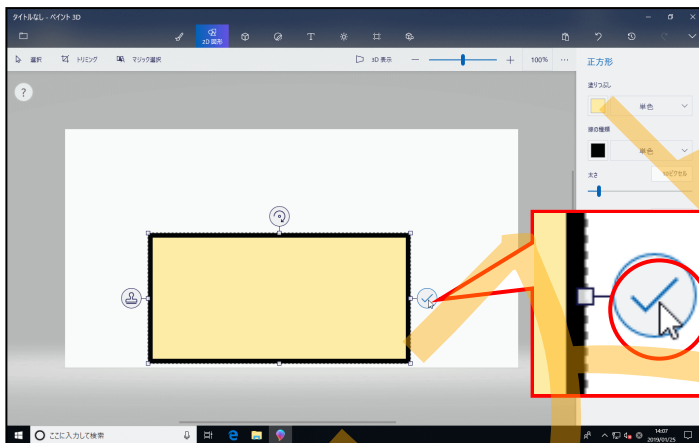 タイトルなし - ペイント 3D
2D 図形
T
選択
トリミング
マジック選択
3D 表示
100%
?
正方形
塗りつぶし
単色
線の種類
単色
太さ
ピクセル
ここに入力して検索
14:07
2019/01/25